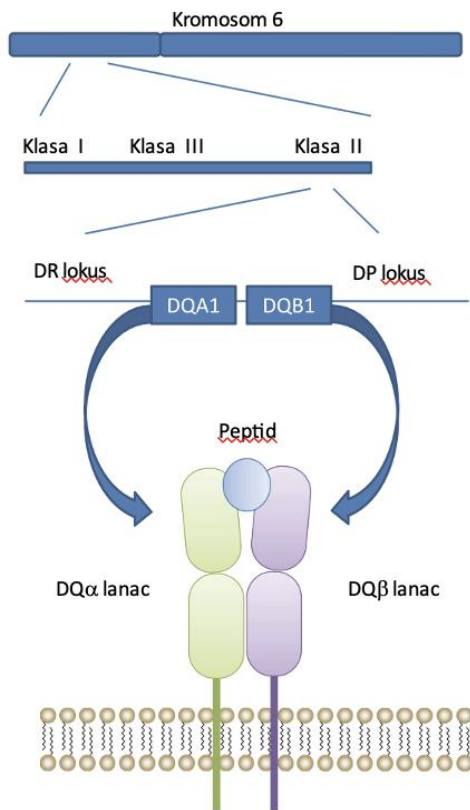 Kromosom 6
Klasa I Klasa III Klasa II
DR lokus DP lokus
DQA1 DQB1
Peptid
DQα lanac DQβ lanac